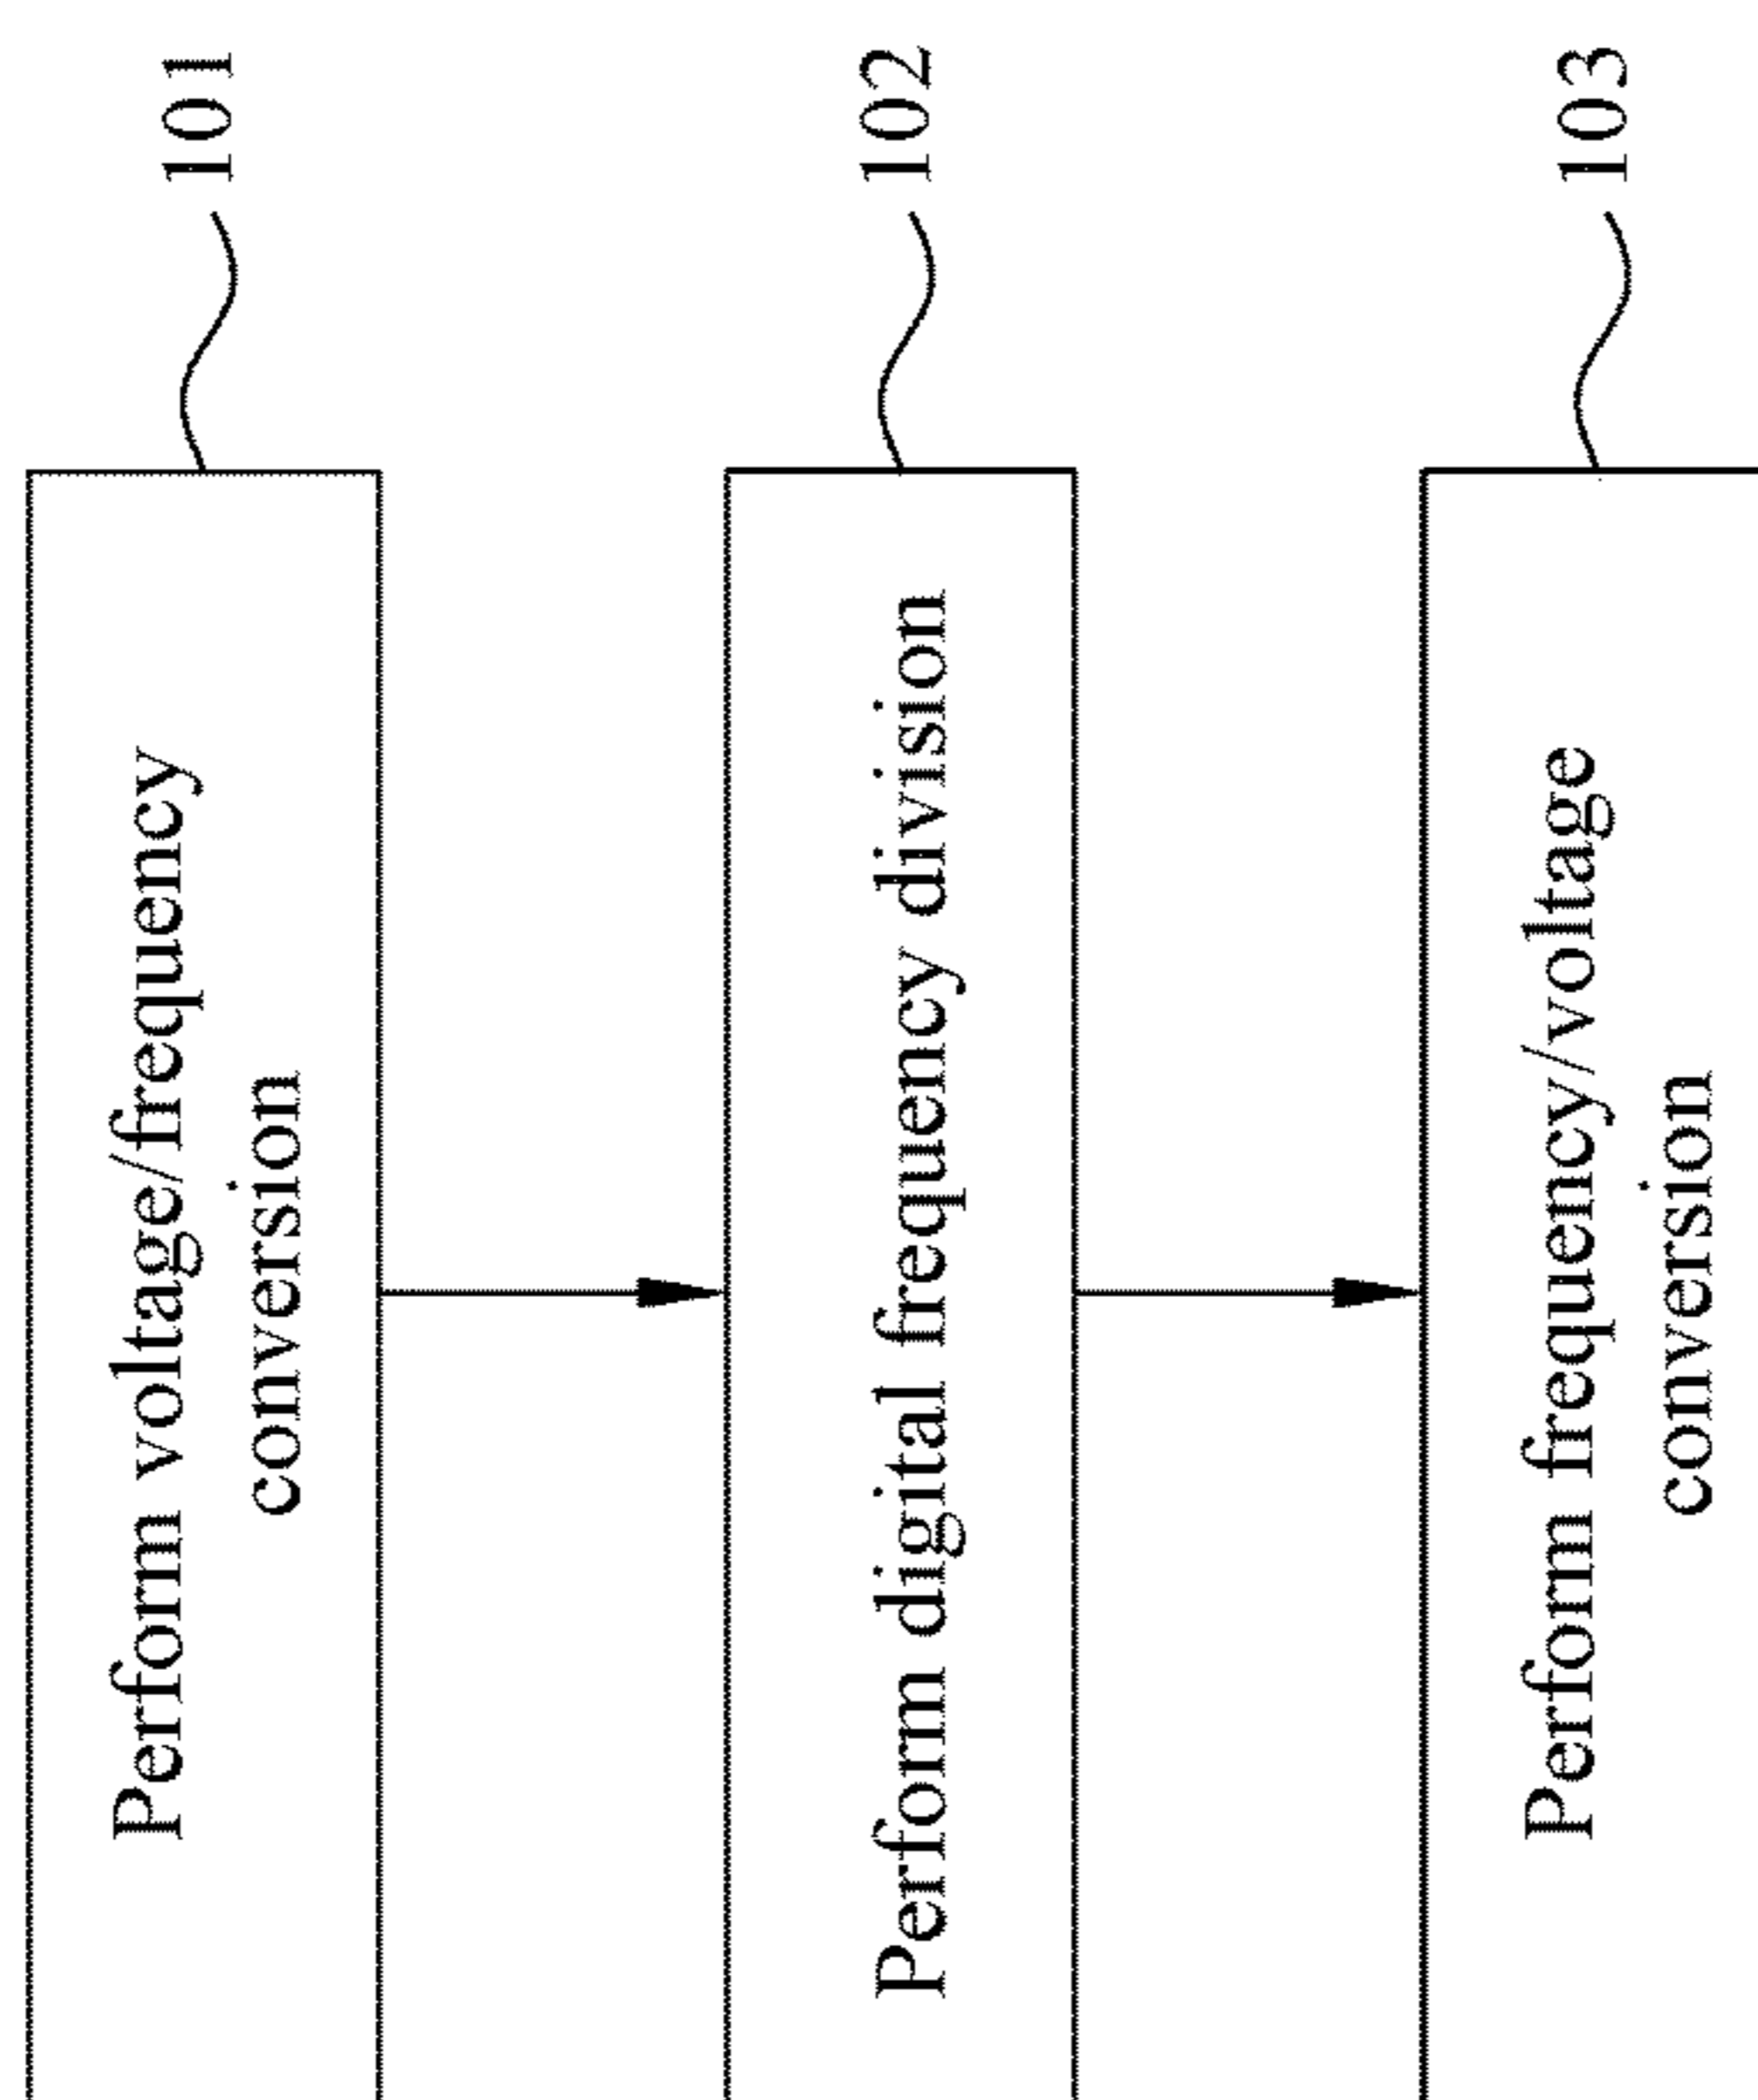 Perform voltage/frequency
conversion
101
Perform digital frequency division
102
Perform frequency/voltage
conversion
103